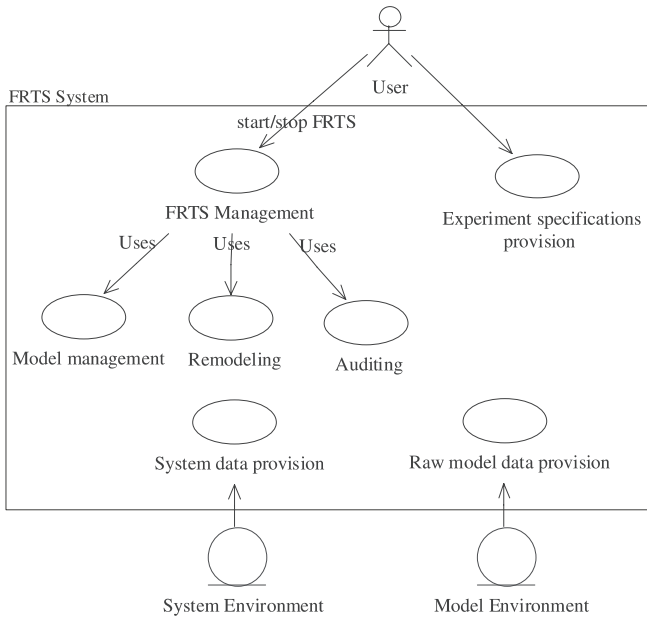 User
FRTS System
start/stop FRTS
FRTS Management
Experiment specifications
provision
Uses
Uses
Uses
Model management
Remodeling
Auditing
System data provision
Raw model data provision
System Environment
Model Environment